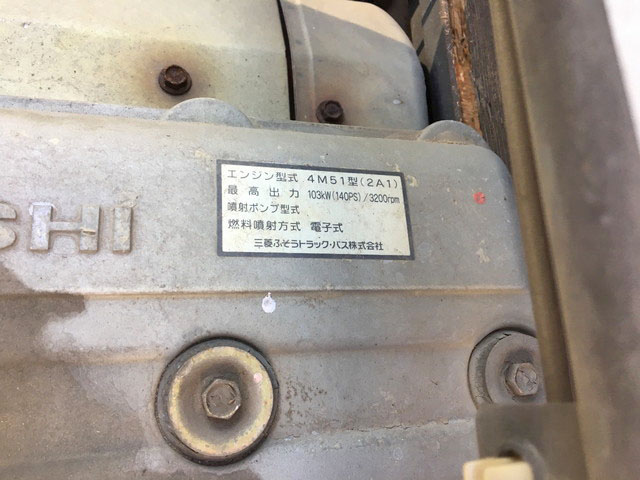 SHI
エンジン型式 4M51型(2A1)
最高出力 103kW(140PS)/3200rpm
噴射ポンプ型式
燃料噴射方式 電子式
三菱ふそうトラック・バス株式会社